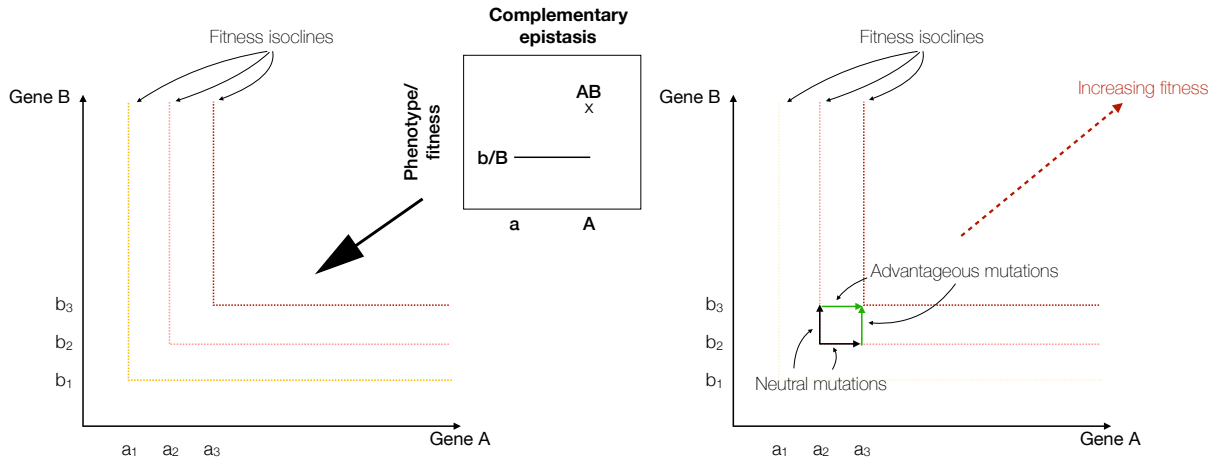 Complementary
epistasis
Fitness isoclines
Gene B
Phenotype/
fitness
AB
x
b/B
a
A
b3
b2
b1
a1
a2
a3
Gene A
Fitness isoclines
Gene B
Increasing fitness
Advantageous mutations
b3
b2
b1
Neutral mutations
a1
a2
a3
Gene A